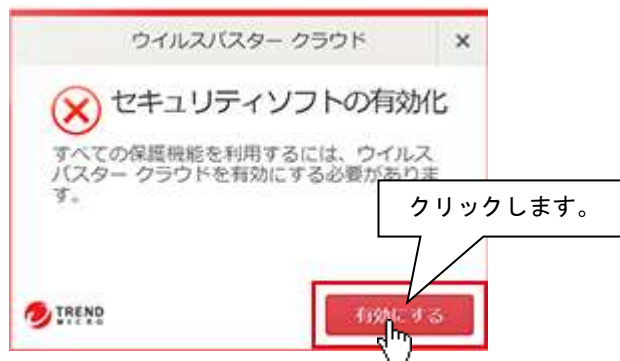 ウイルスバスター クラウド
セキュリティソフトの有効化
すべての保護機能を利用するには、ウイルス
バスター クラウドを有効にする必要がありま
す。
クリックします。
有効にする
TREND
MICRO